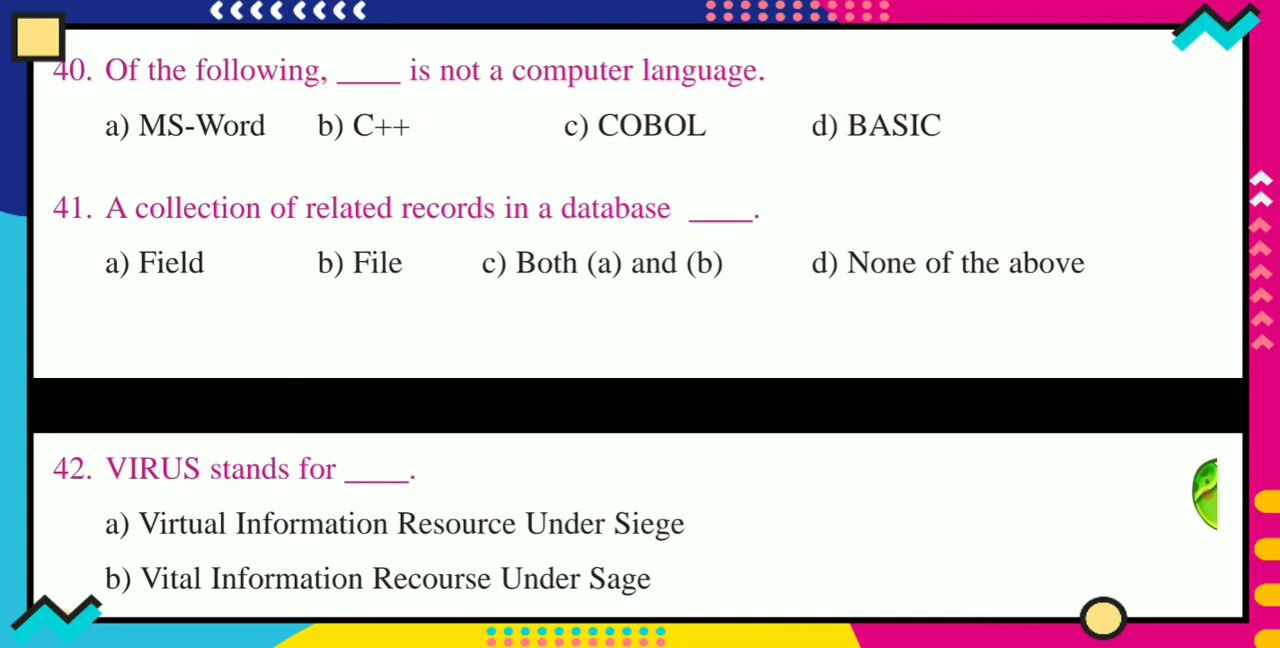 40. Of the following, ____ is not a computer language.
a) MS-Word b) C++ c) COBOL d) BASIC
41. A collection of related records in a database ____.
a) Field b) File c) Both (a) and (b) d) None of the above
42. VIRUS stands for ____.
a) Virtual Information Resource Under Siege
b) Vital Information Recourse Under Sage